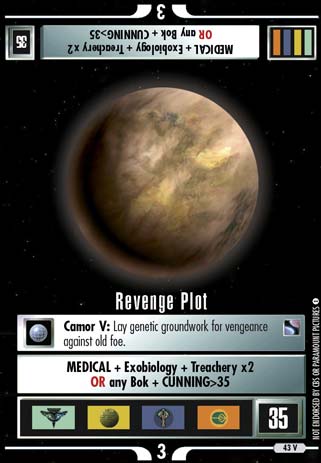 3
MEDICAL + Exobiology + Treachery x2
OR any Bok + CUNNING>35
35
Revenge Plot
Camor V: Lay genetic groundwork for vengeance
against old foe.
MEDICAL + Exobiology + Treachery x2
OR any Bok + CUNNING>35
35
3
43 V
NOT ENDORSED BY CBS OR PARAMOUNT PICTURES